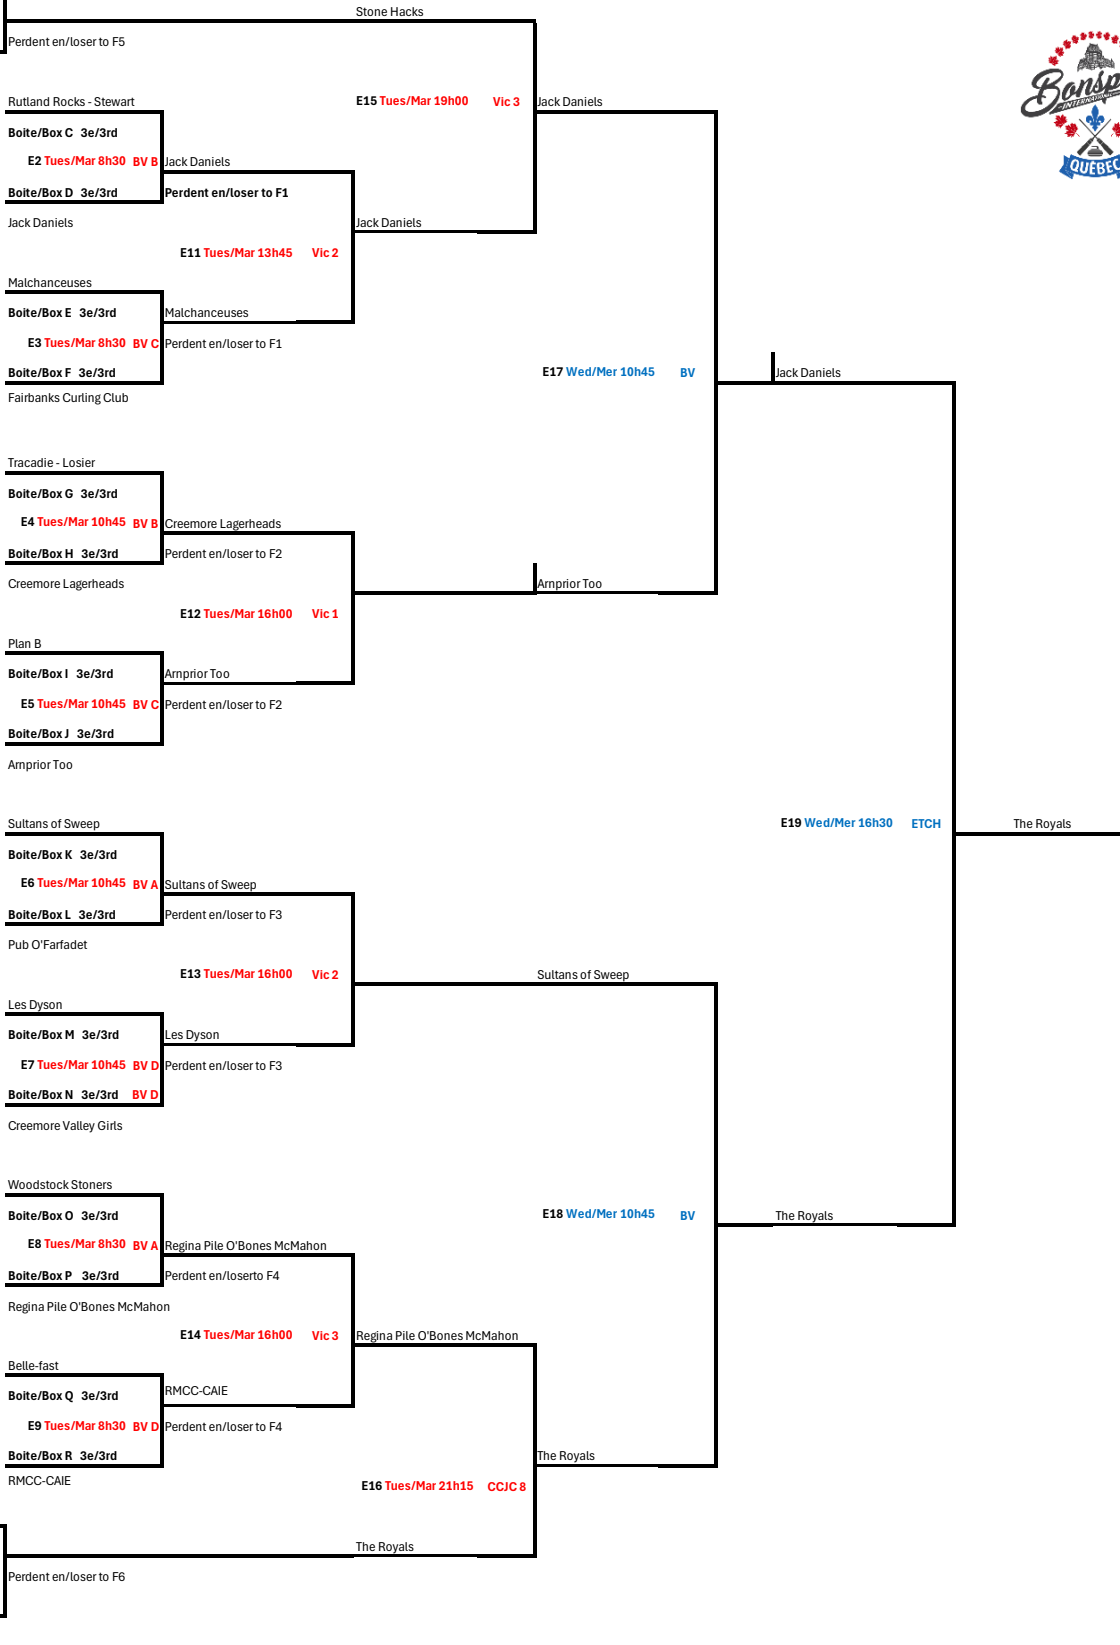 Stone Hacks
Perdent en/loser to F5
Rutland Rocks - Stewart
E15 Tues/Mar 19h00 Vic 3
Jack Daniels
Boite/Box C 3e/3rd
E2 Tues/Mar 8h30 BV B
Jack Daniels
Boite/Box D 3e/3rd
Perdent en/loser to F1
Jack Daniels
Jack Daniels
E11 Tues/Mar 13h45 Vic 2
Malchanceuses
Boite/Box E 3e/3rd
Malchanceuses
E3 Tues/Mar 8h30 BV C
Perdent en/loser to F1
Boite/Box F 3e/3rd
E17 Wed/Mer 10h45 BV
Jack Daniels
Fairbanks Curling Club
Tracadie - Losier
Boite/Box G 3e/3rd
E4 Tues/Mar 10h45 BV B
Creemore Lagerheads
Boite/Box H 3e/3rd
Perdent en/loser to F2
Creemore Lagerheads
Arnprior Too
E12 Tues/Mar 16h00 Vic 1
Plan B
Boite/Box I 3e/3rd
Arnprior Too
E5 Tues/Mar 10h45 BV C
Perdent en/loser to F2
Boite/Box J 3e/3rd
Arnprior Too
Sultans of Sweep
E19 Wed/Mer 16h30 ETCH
The Royals
Boite/Box K 3e/3rd
E6 Tues/Mar 10h45 BV A
Sultans of Sweep
Boite/Box L 3e/3rd
Perdent en/loser to F3
Pub O'Farfadet
E13 Tues/Mar 16h00 Vic 2
Sultans of Sweep
Les Dyson
Boite/Box M 3e/3rd
Les Dyson
E7 Tues/Mar 10h45 BV D
Perdent en/loser to F3
Boite/Box N 3e/3rd BV D
Creemore Valley Girls
Woodstock Stoners
Boite/Box O 3e/3rd
E18 Wed/Mer 10h45 BV
The Royals
E8 Tues/Mar 8h30 BV A
Regina Pile O'Bones McMahon
Boite/Box P 3e/3rd
Perdent en/loserto F4
Regina Pile O'Bones McMahon
E14 Tues/Mar 16h00 Vic 3
Regina Pile O'Bones McMahon
Belle-fast
Boite/Box Q 3e/3rd
RMCC-CAIE
E9 Tues/Mar 8h30 BV D
Perdent en/loser to F4
Boite/Box R 3e/3rd
The Royals
RMCC-CAIE
E16 Tues/Mar 21h15 CCJC 8
The Royals
Perdent en/loser to F6
Bonsp
INTERNATIONAL
QUÉBEC